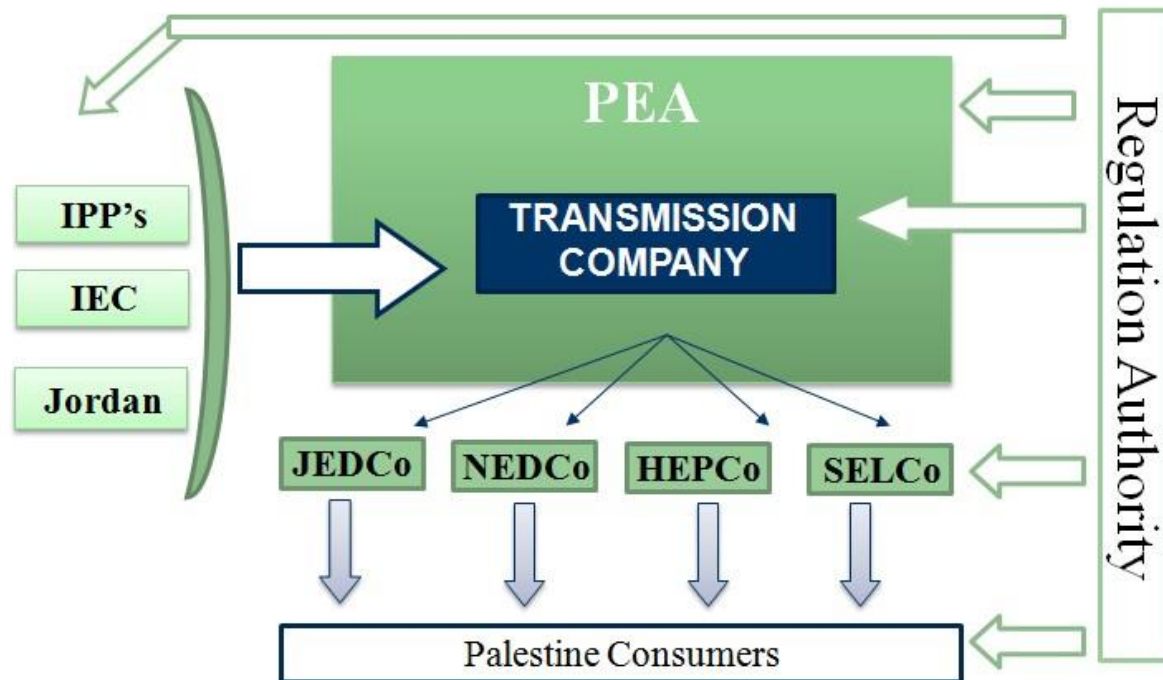 PEA
TRANSMISSION
COMPANY
IPP's
IEC
Jordan
JEDCo
NEDCo
HEPCo
SELCo
Palestine Consumers
Regulation Authority